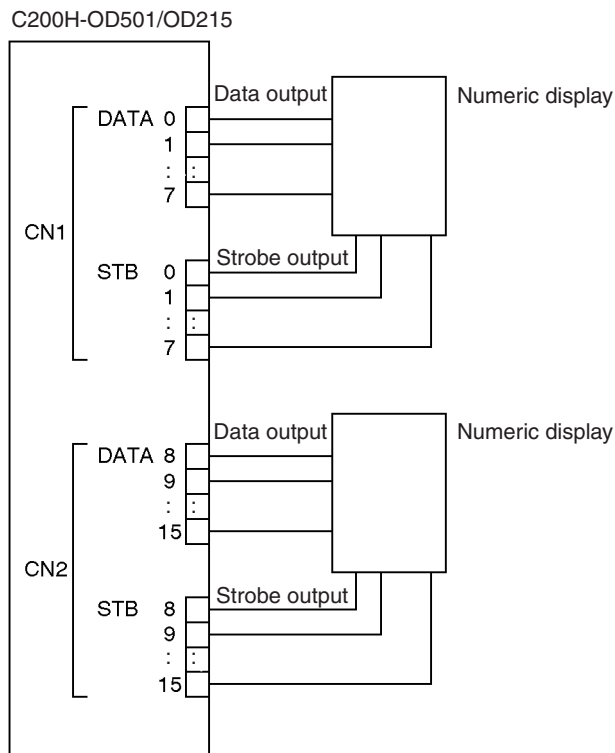 C200H-OD501/OD215
Data output
Numeric display
DATA 0
1
: :
7
CN1
STB 0
Strobe output
1
: :
7
Data output
Numeric display
DATA 8
9
: :
15
CN2
STB 8
Strobe output
9
: :
15